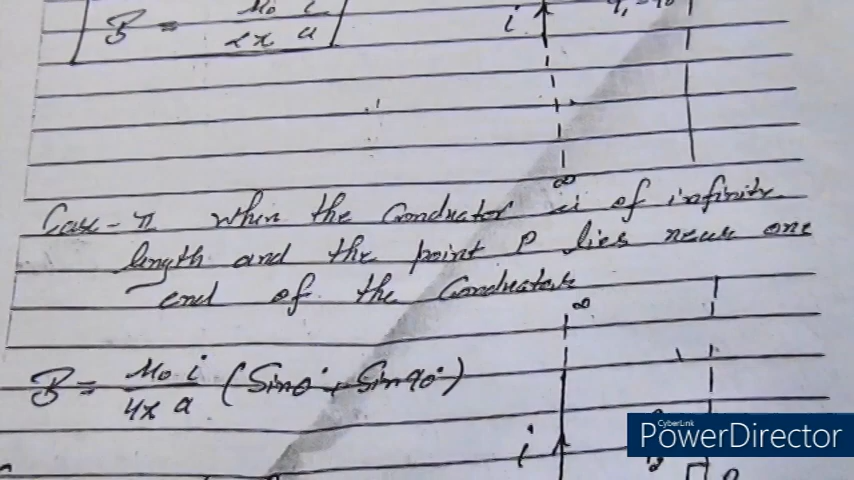 B = μ₀ i / 2π a
i
∞
Case-II When the Conductor is of infinite
length and the point P lies near one
end of the Conductor
∞
B = μ₀ i / 4π a (Sin0° + Sin90°)
i
CyberLink
PowerDirector